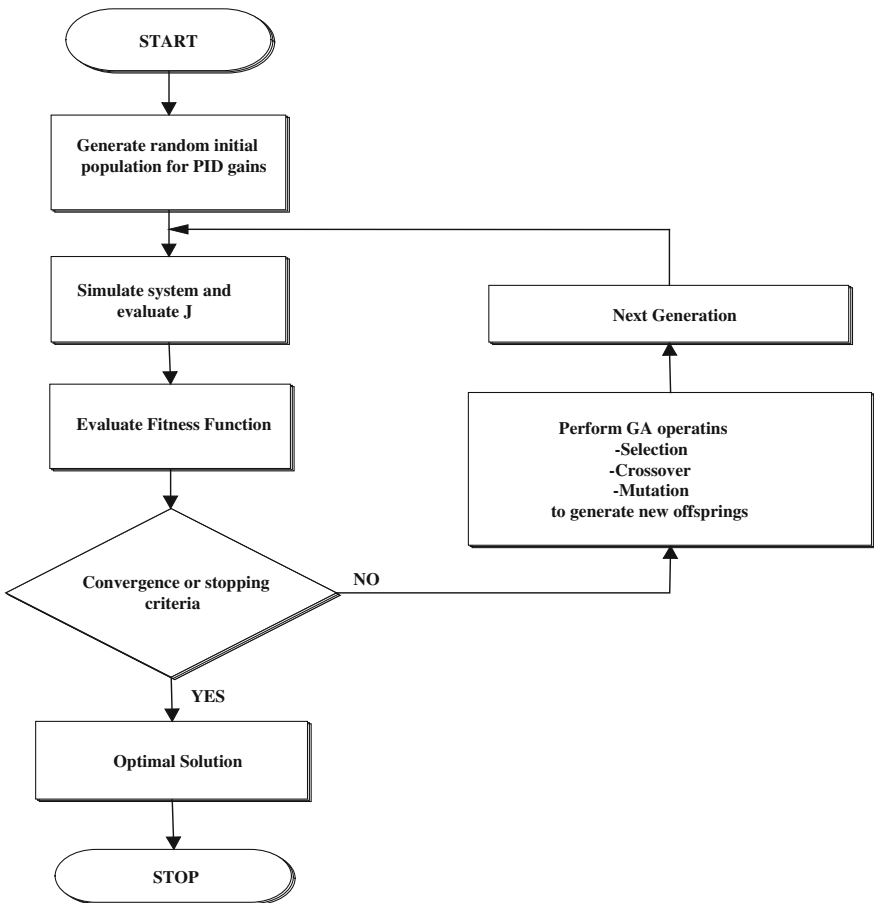 START
Generate random initial
population for PID gains
Simulate system and
evaluate J
Next Generation
Evaluate Fitness Function
Perform GA operatins
-Selection
-Crossover
-Mutation
to generate new offsprings
Convergence or stopping
criteria
NO
YES
Optimal Solution
STOP